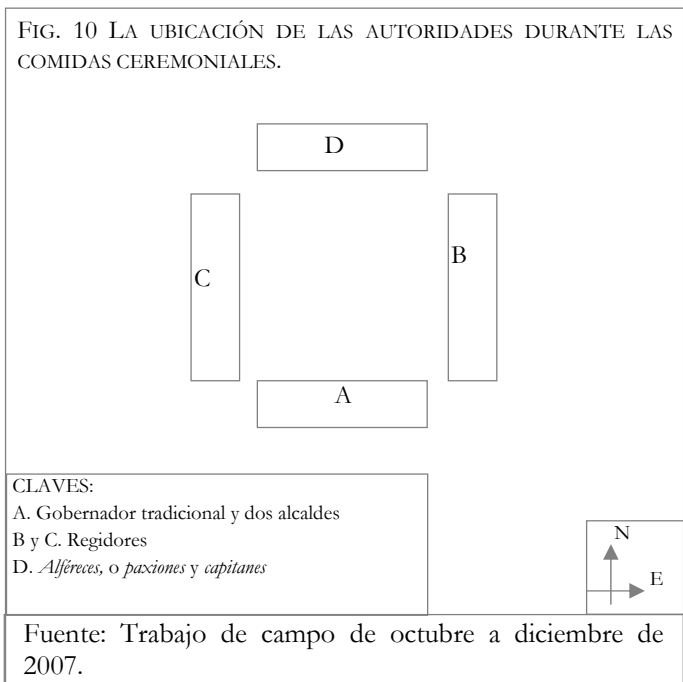 FIG. 10 LA UBICACIÓN DE LAS AUTORIDADES DURANTE LAS
COMIDAS CEREMONIALES.
D
C
B
A
CLAVES:
A. Gobernador tradicional y dos alcaldes
B y C. Regidores
D. Alféreces, o paxiones y capitanes
N
E
Fuente: Trabajo de campo de octubre a diciembre de
2007.